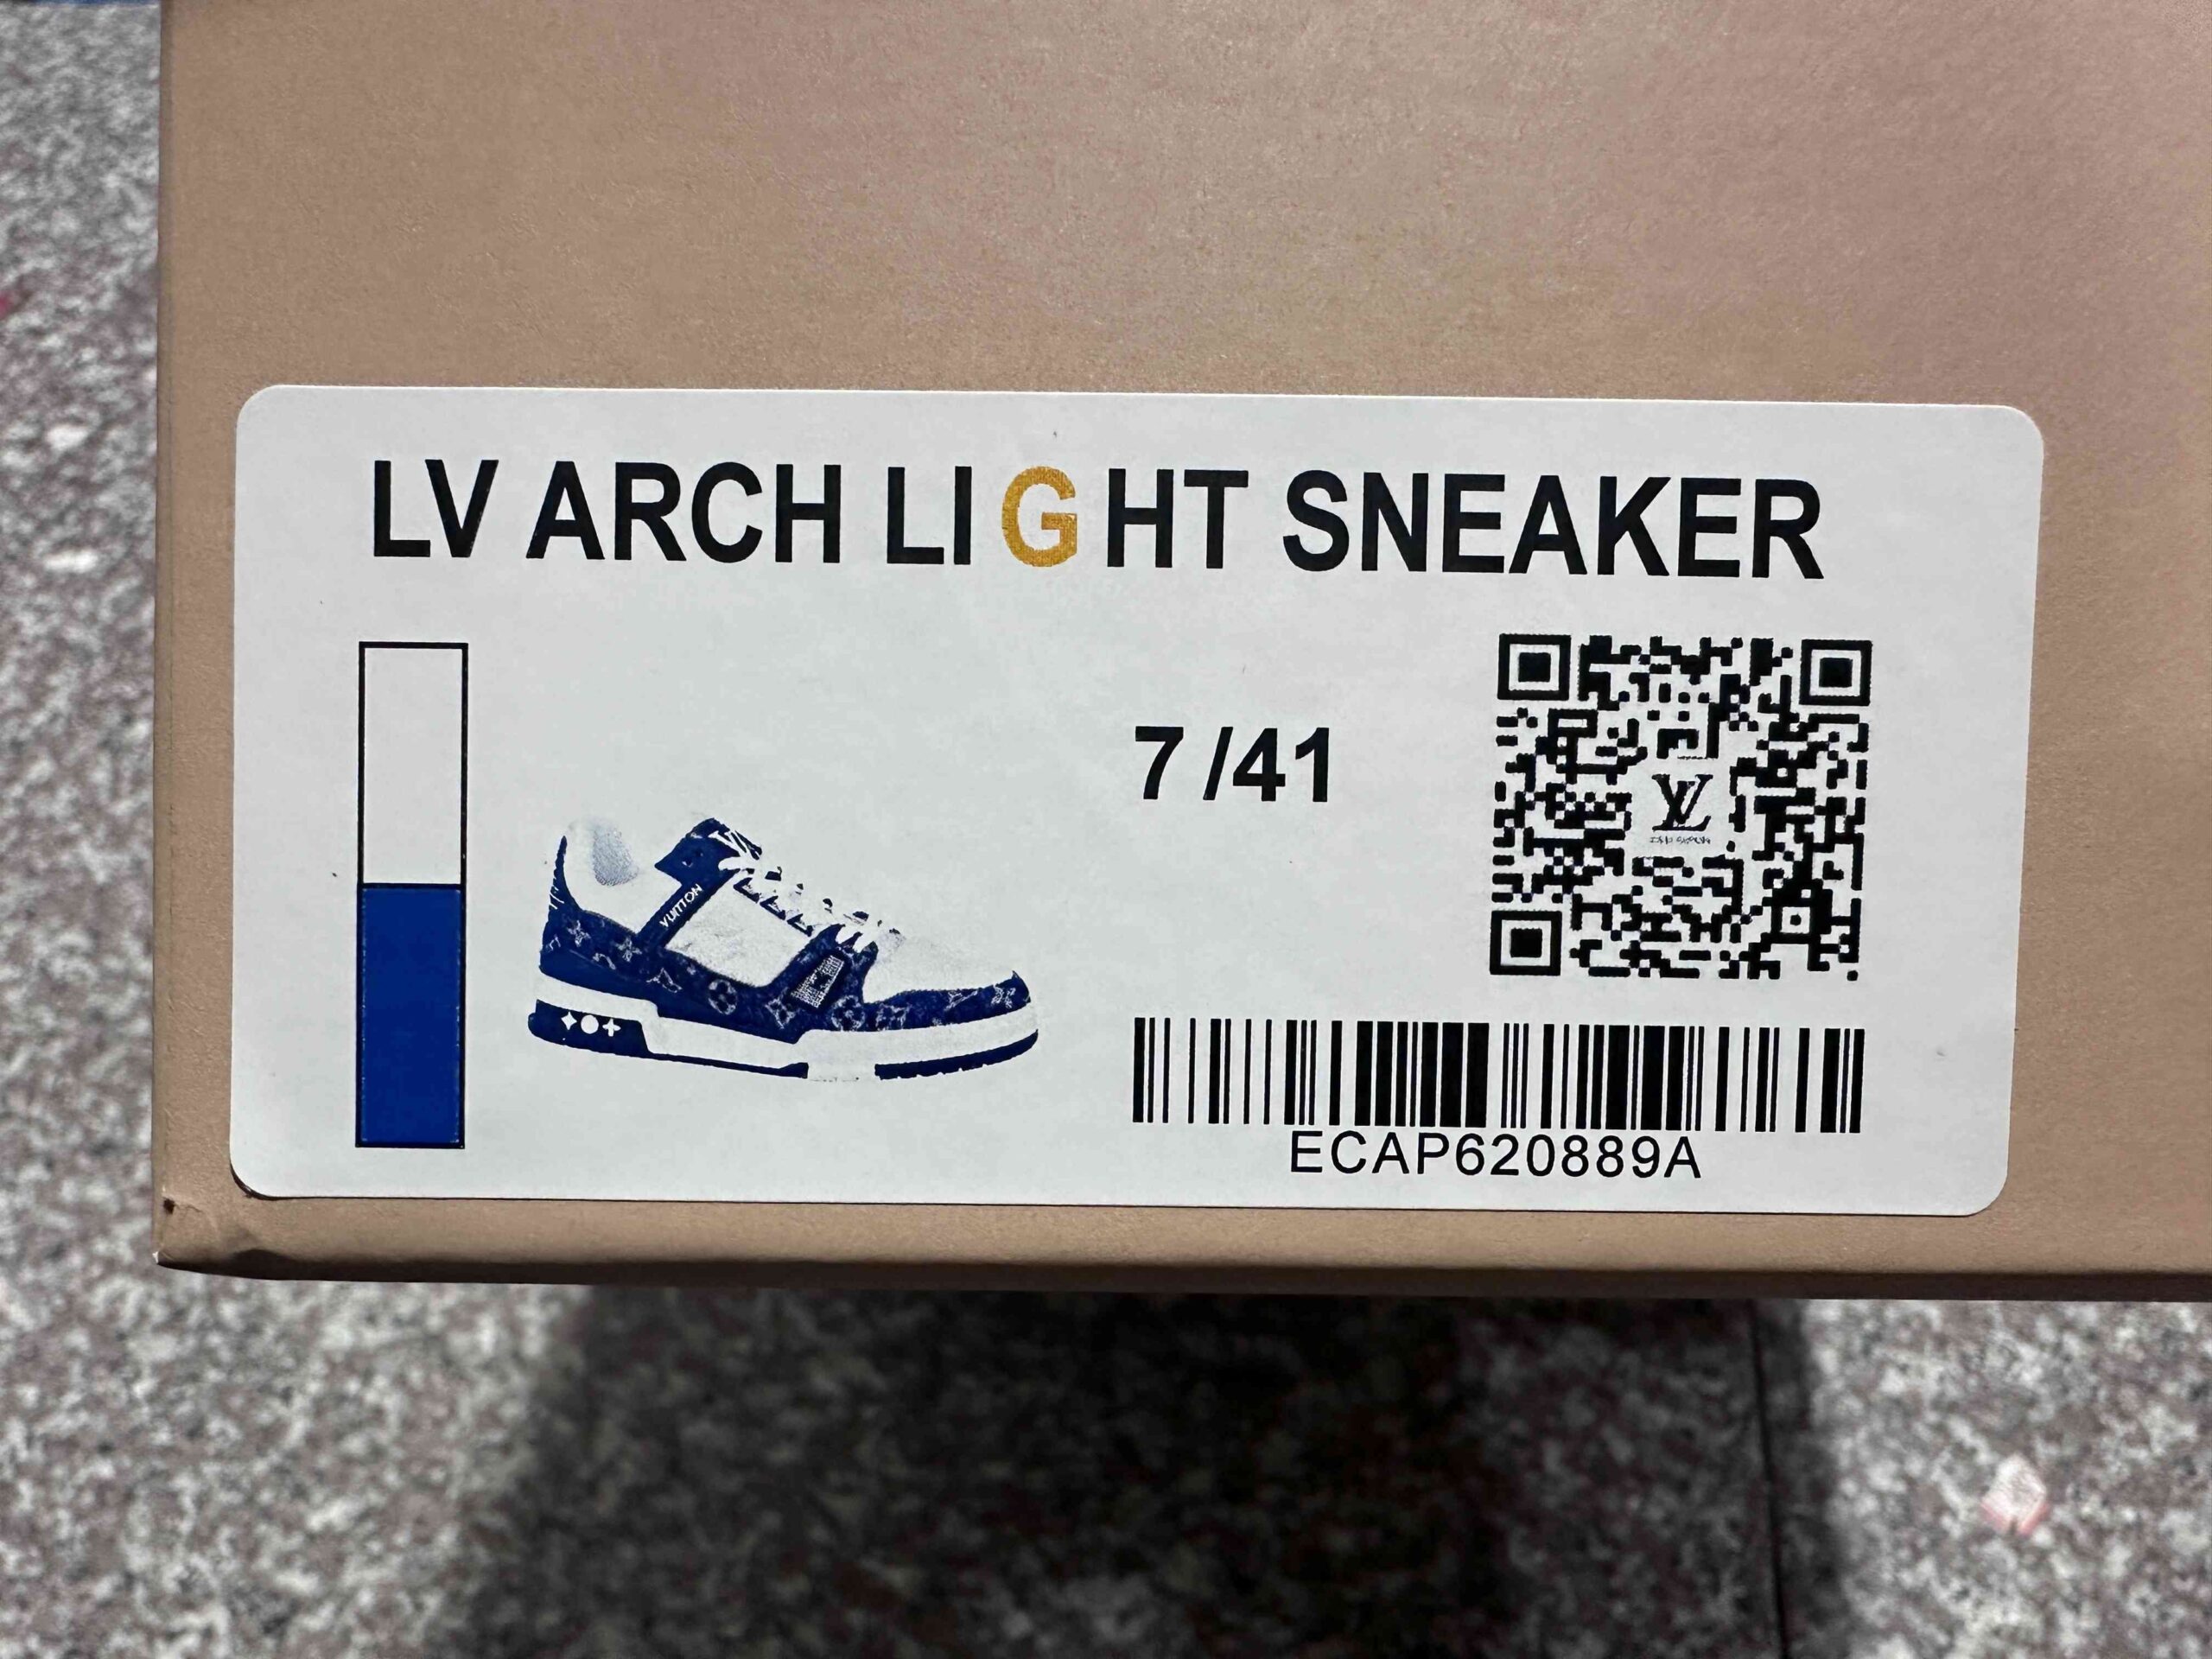 LV ARCH LIGHT SNEAKER
7 /41
LV
VUITTON
ECAP620889A